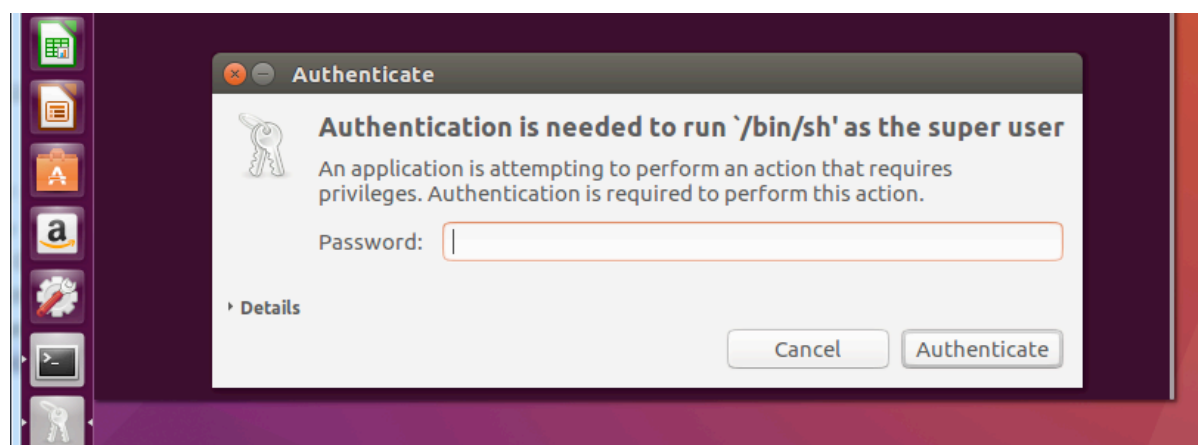 Authenticate
Authentication is needed to run `/bin/sh' as the super user
An application is attempting to perform an action that requires
privileges. Authentication is required to perform this action.
Password:
Details
Cancel
Authenticate
A
a
>_